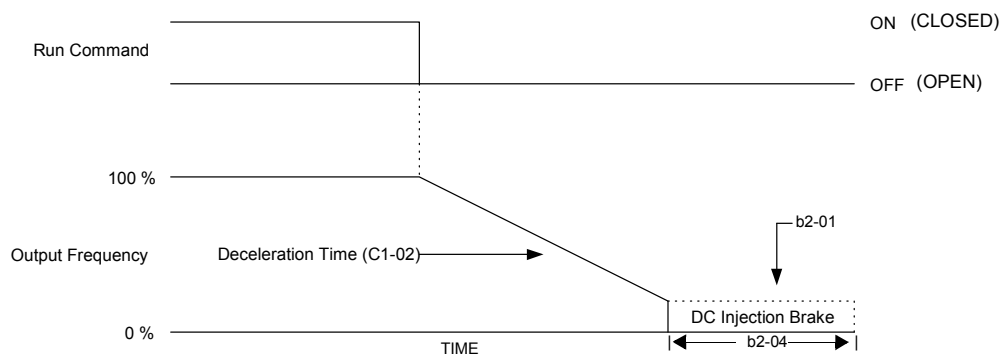 ON (CLOSED)
Run Command
OFF (OPEN)
100 %
b2-01
Output Frequency
Deceleration Time (C1-02)
DC Injection Brake
0 %
b2-04
TIME